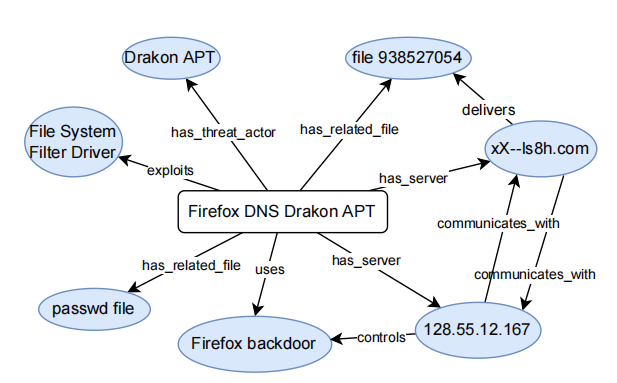 Drakon APT
file 938527054
delivers
File System
Filter Driver
has_threat_actor
has_related_file
xX--ls8h.com
exploits
has_server
Firefox DNS Drakon APT
communicates_with
has_related_file
uses
has_server
communicates_with
passwd file
Firefox backdoor
controls
128.55.12.167